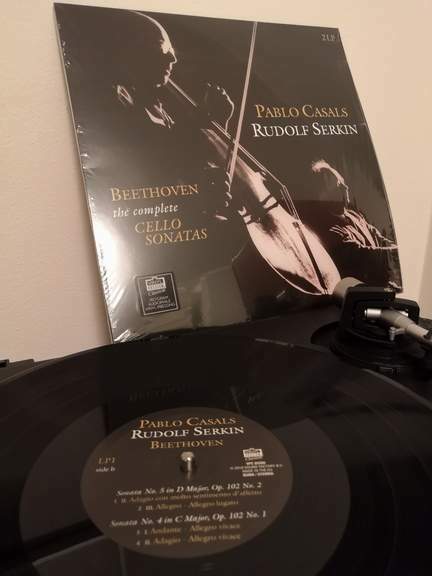 2 LP
PABLO CASALS
RUDOLF SERKIN
BEETHOVEN
the complete
CELLO
SONATAS
PABLO CASALS
RUDOLF SERKIN
BEETHOVEN
LP1
side b
Sonata No. 5 in D Major, Op. 102 No. 2
II Adagio con molto sentimento d'affetto
III. Allegro - Allegro fugato
Sonata No. 4 in C Major, Op. 102 No. 1
I. Andante - Allegro vivace
II. Adagio - Allegro vivace